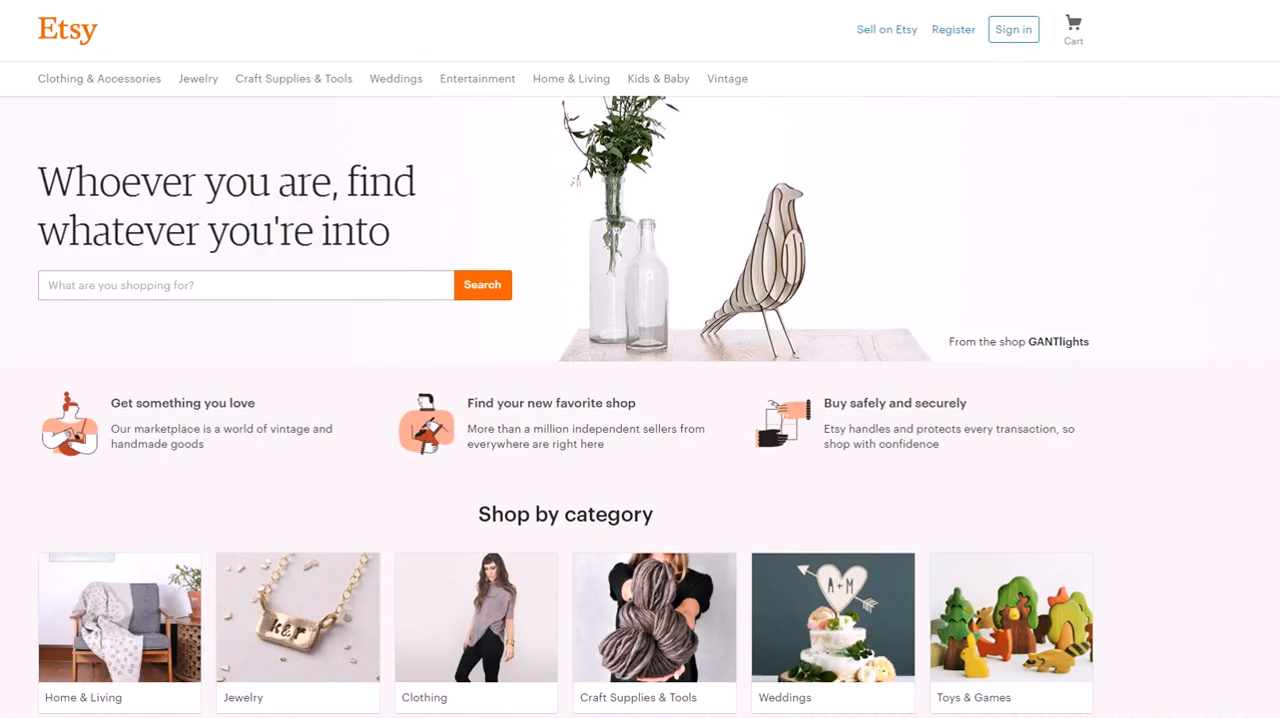 Etsy
Sell on Etsy Register Sign in Cart
Clothing & Accessories Jewelry Craft Supplies & Tools Weddings Entertainment Home & Living Kids & Baby Vintage
Whoever you are, find
whatever you're into
What are you shopping for? Search
From the shop GANTlights
Get something you love
Our marketplace is a world of vintage and
handmade goods
Find your new favorite shop
More than a million independent sellers from
everywhere are right here
Buy safely and securely
Etsy handles and protects every transaction, so
shop with confidence
Shop by category
k&r
A + M
Home & Living Jewelry Clothing Craft Supplies & Tools Weddings Toys & Games